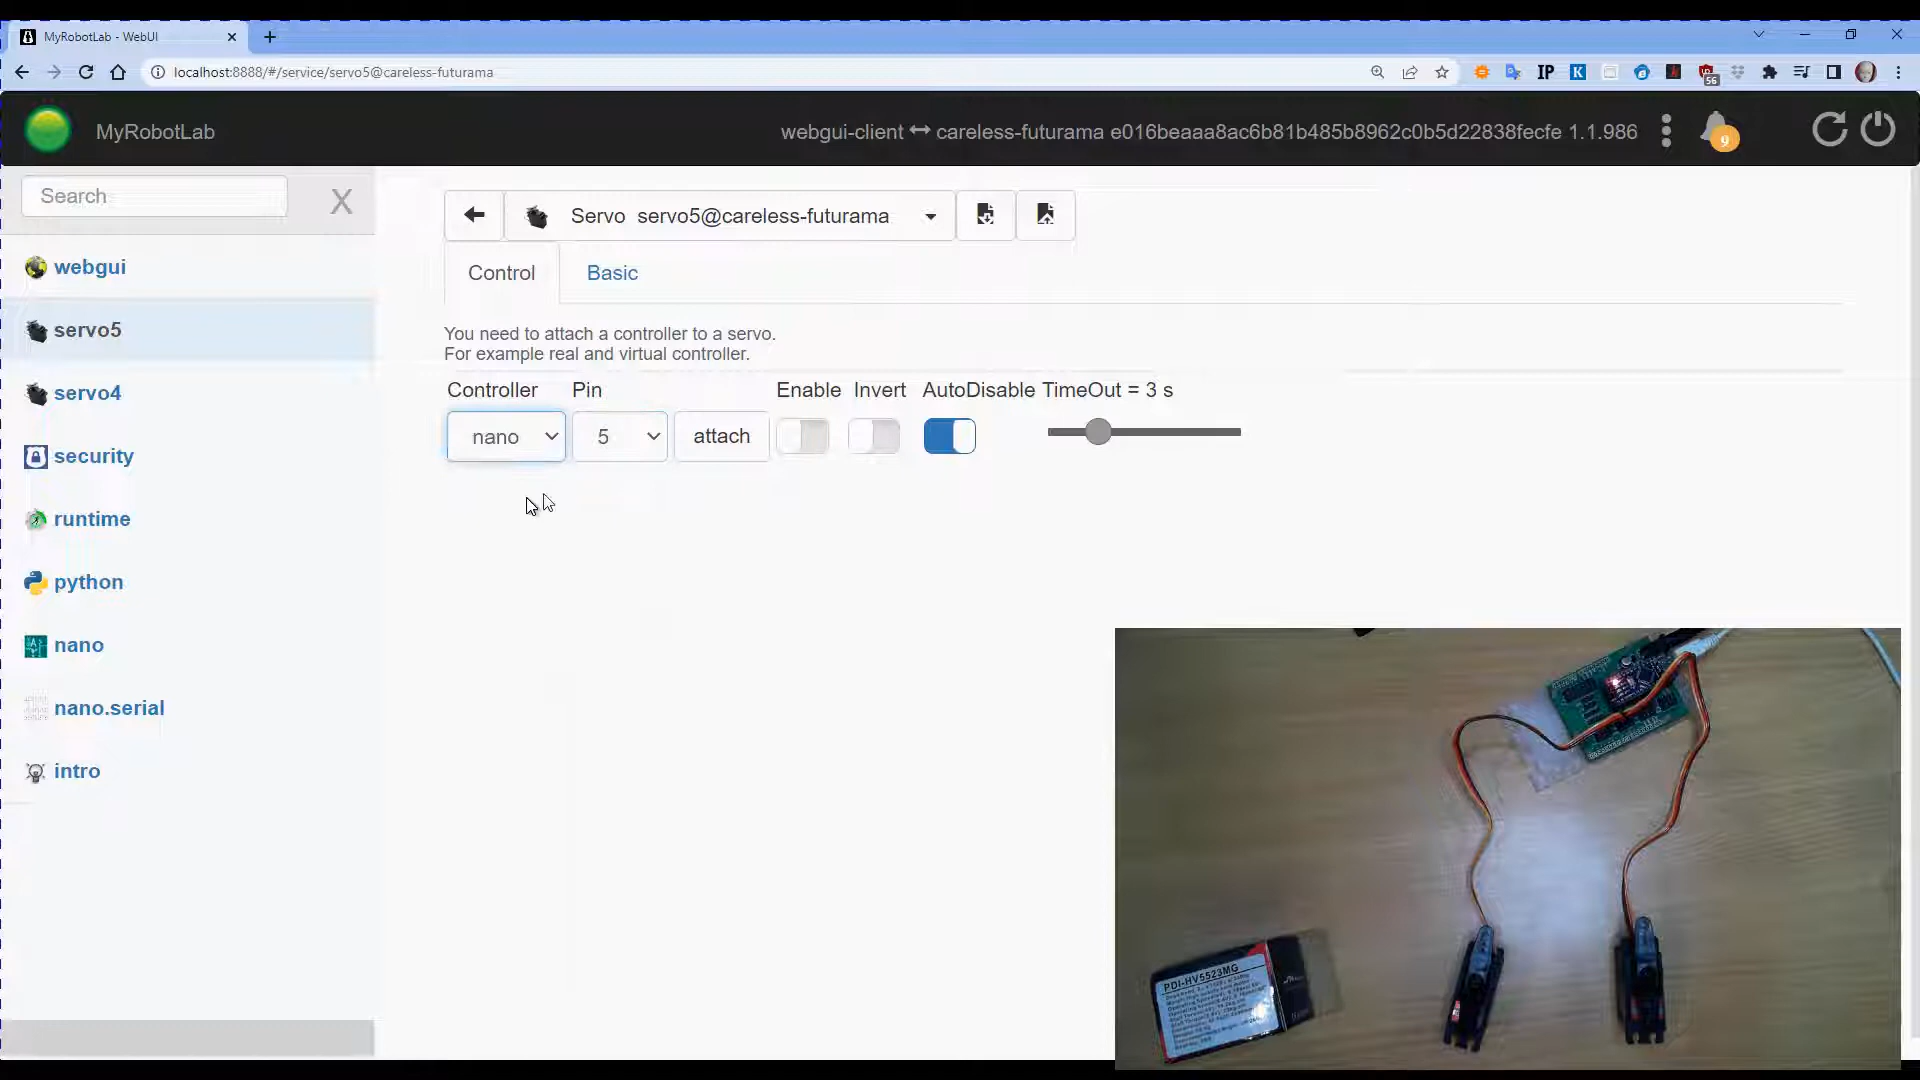 MyRobotLab - WebUI
localhost:8888/#/service/servo5@careless-futurama
IP
K
56
MyRobotLab
webgui-client ↔ careless-futurama e016beaaa8ac6b81b485b8962c0b5d22838fecfe 1.1.986
9
Search
X
Servo servo5@careless-futurama
webgui
Control
Basic
servo5
You need to attach a controller to a servo.
For example real and virtual controller.
servo4
Controller
Pin
Enable
Invert
AutoDisable
TimeOut = 3 s
nano
5
attach
security
runtime
python
nano
nano.serial
intro
PDI-HV5523MG